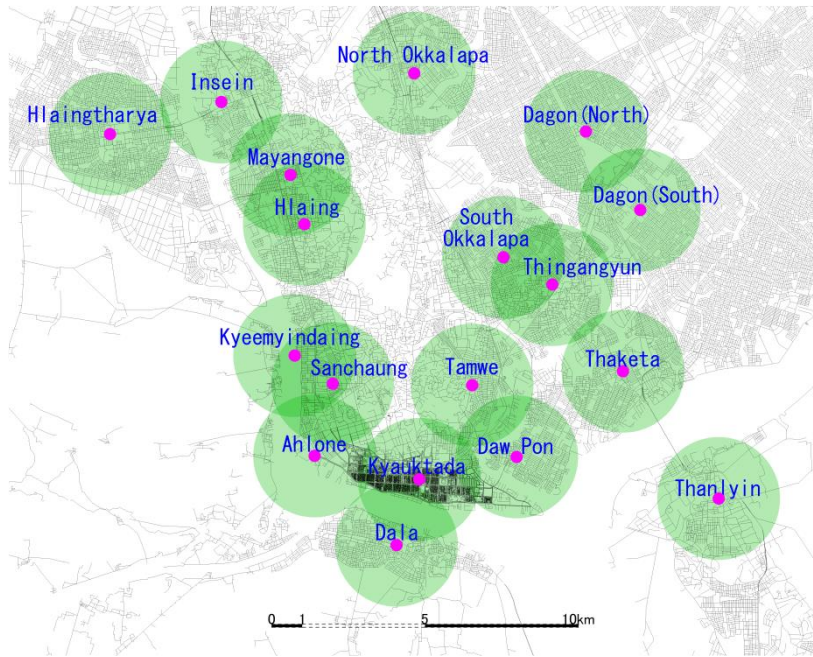 North Okkalapa
Insein
Hlaingtharya
Dagon(North)
Mayangone
Dagon(South)
Hlaing
South
Okkalapa
Thingangyun
Kyeemyindaing
Sanchaung
Tamwe
Thaketa
Ahlone
Daw Pon
Kyauktada
Thanlyin
Dala
0 1 5 10km